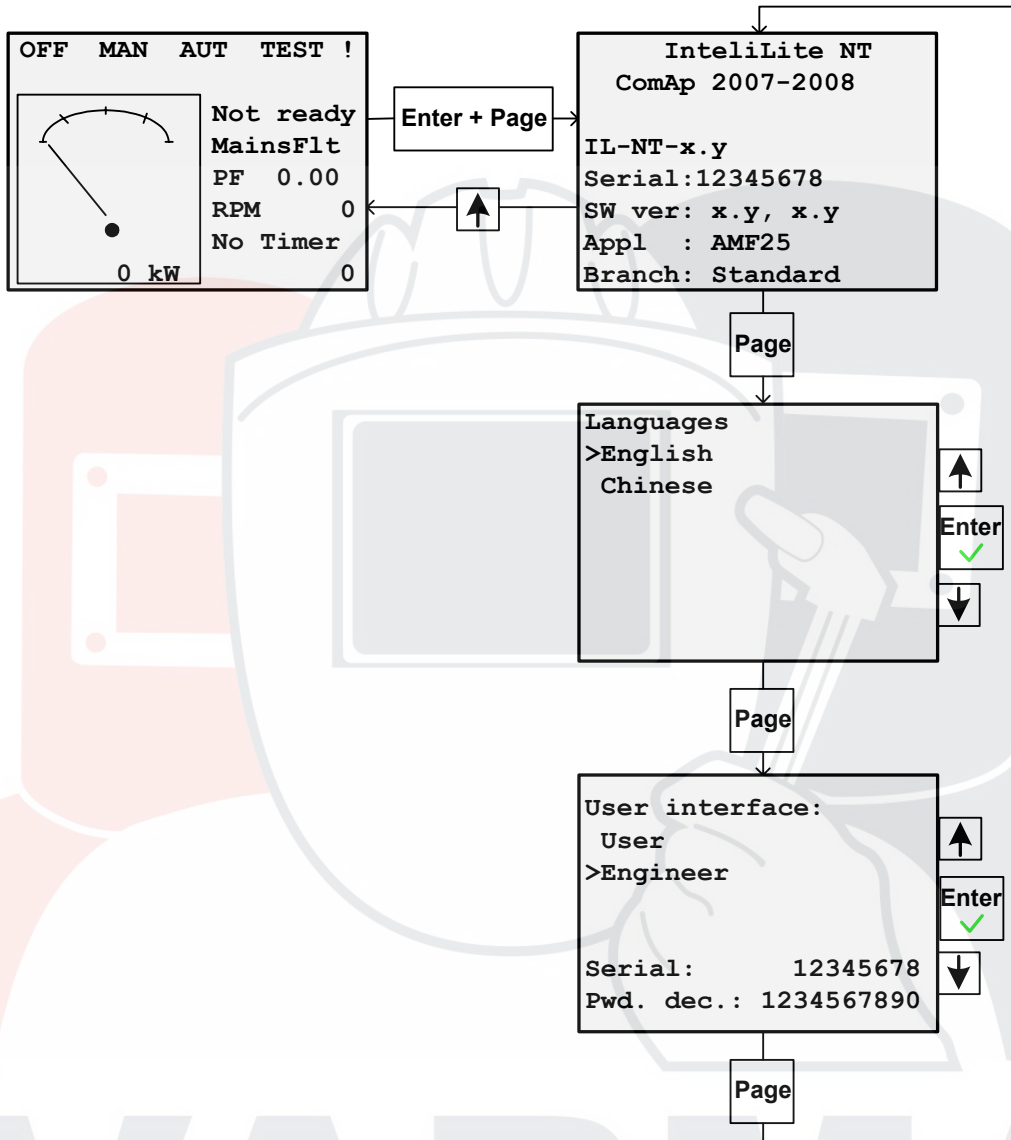 OFF MAN AUT TEST !
Not ready
MainsFlt
PF 0.00
RPM 0
No Timer
0 kW 0
Enter + Page
InteliLite NT
ComAp 2007-2008
IL-NT-x.y
Serial:12345678
SW ver: x.y, x.y
Appl : AMF25
Branch: Standard
Page
Languages
>English
Chinese
Enter
Page
User interface:
User
>Engineer
Serial: 12345678
Pwd. dec.: 1234567890
Enter
Page